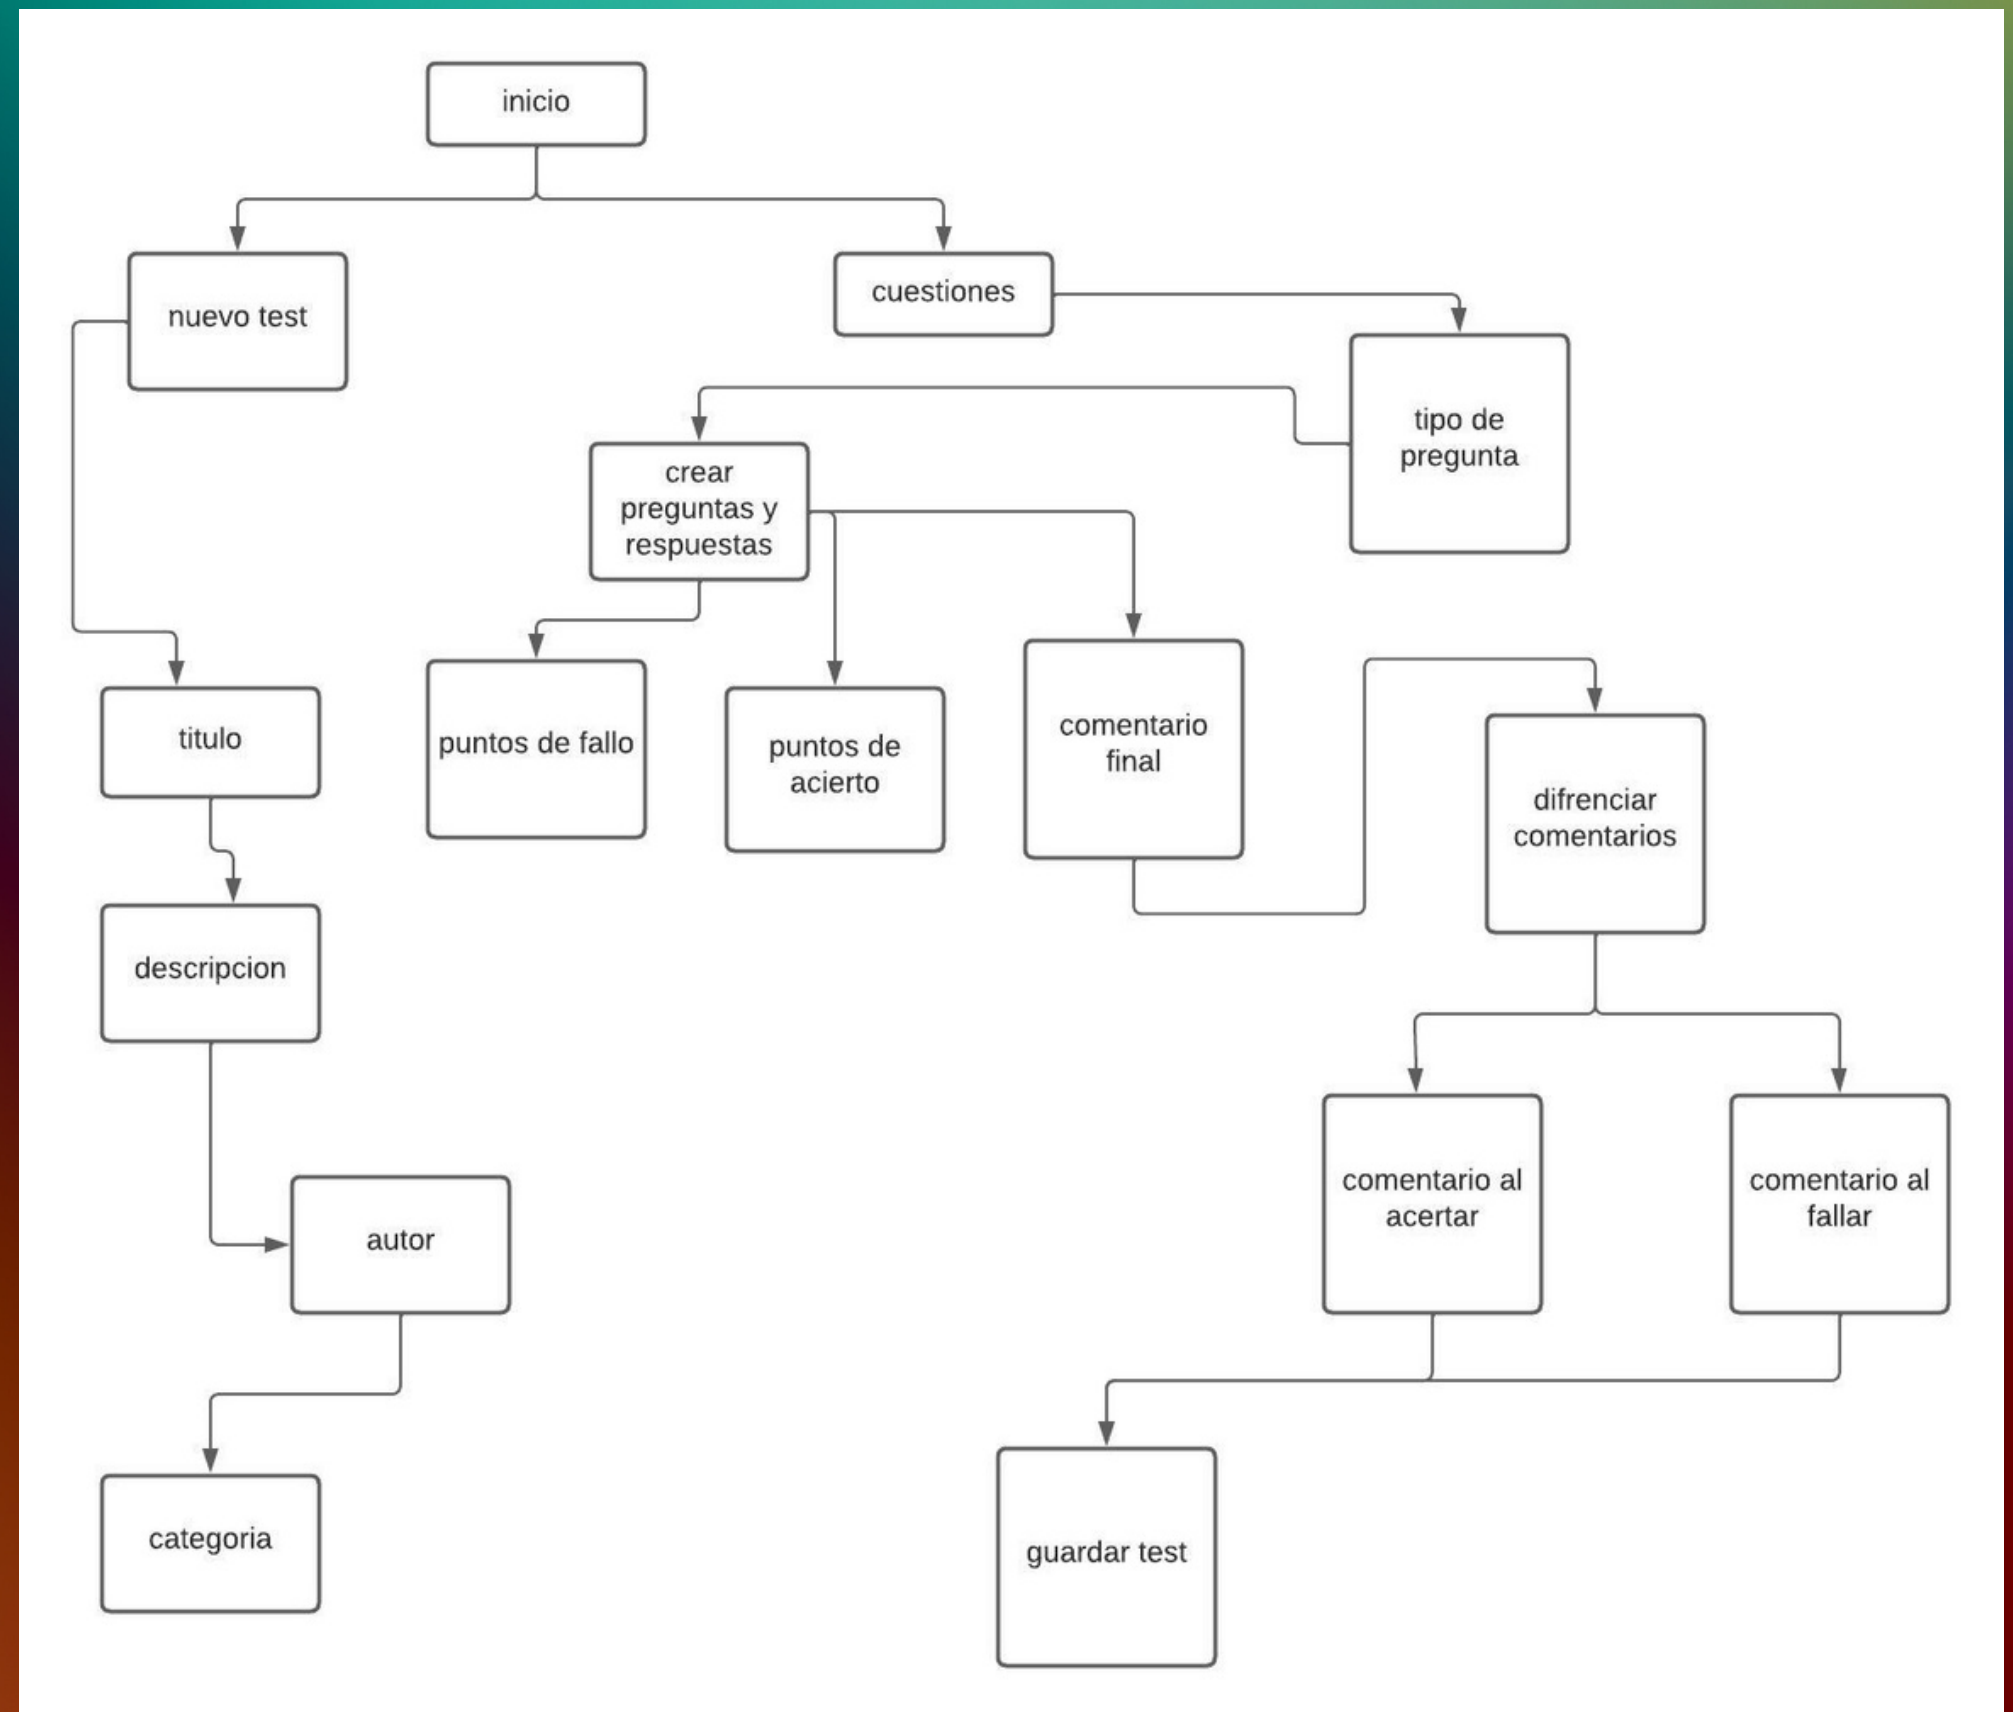 inicio
nuevo test
cuestiones
tipo de
pregunta
crear
preguntas y
respuestas
titulo
puntos de fallo
puntos de
acierto
comentario
final
difrenciar
comentarios
descripcion
autor
comentario al
acertar
comentario al
fallar
categoria
guardar test